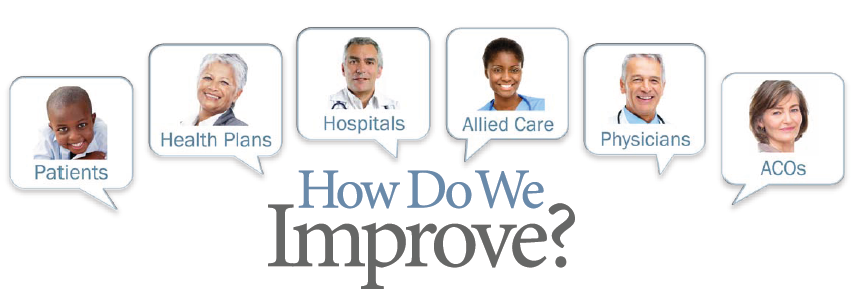 Patients
Health Plans
Hospitals
Allied Care
Physicians
ACOs
How Do We
Improve?